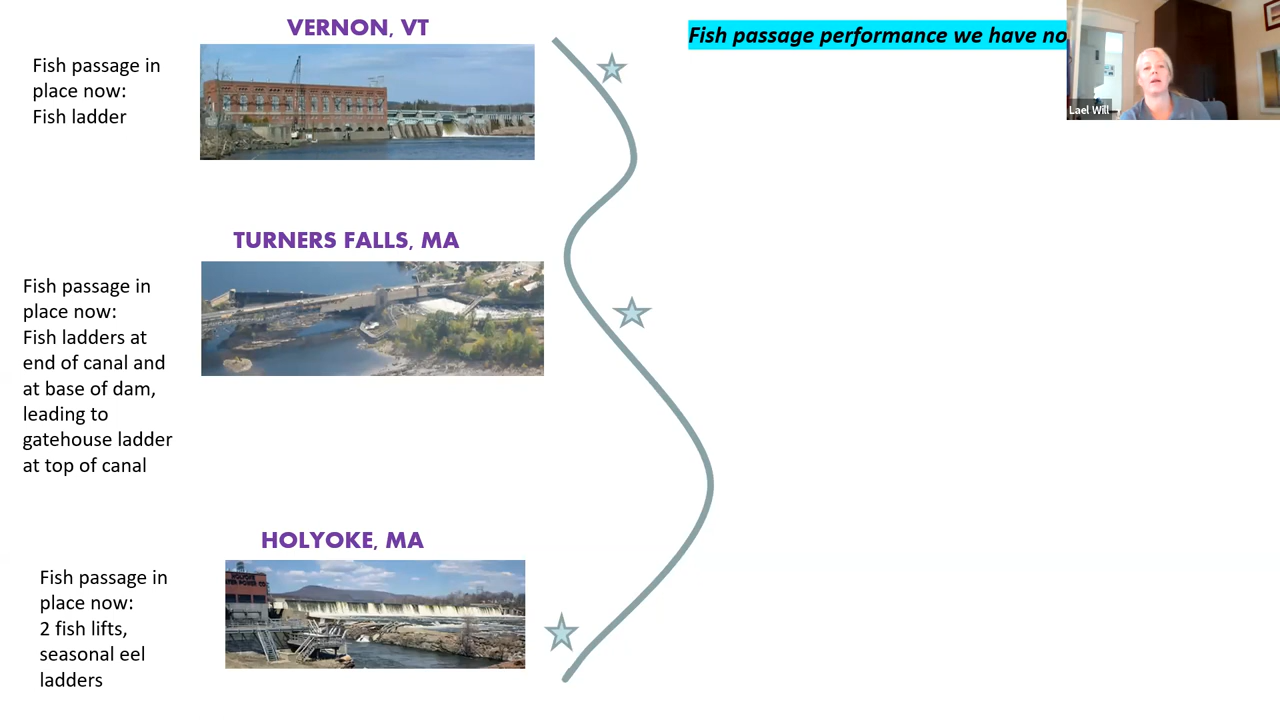 VERNON, VT
Fish passage in
place now:
Fish ladder
Fish passage performance we have no
Lael Will
TURNERS FALLS, MA
Fish passage in
place now:
Fish ladders at
end of canal and
at base of dam,
leading to
gatehouse ladder
at top of canal
HOLYOKE, MA
Fish passage in
place now:
2 fish lifts,
seasonal eel
ladders